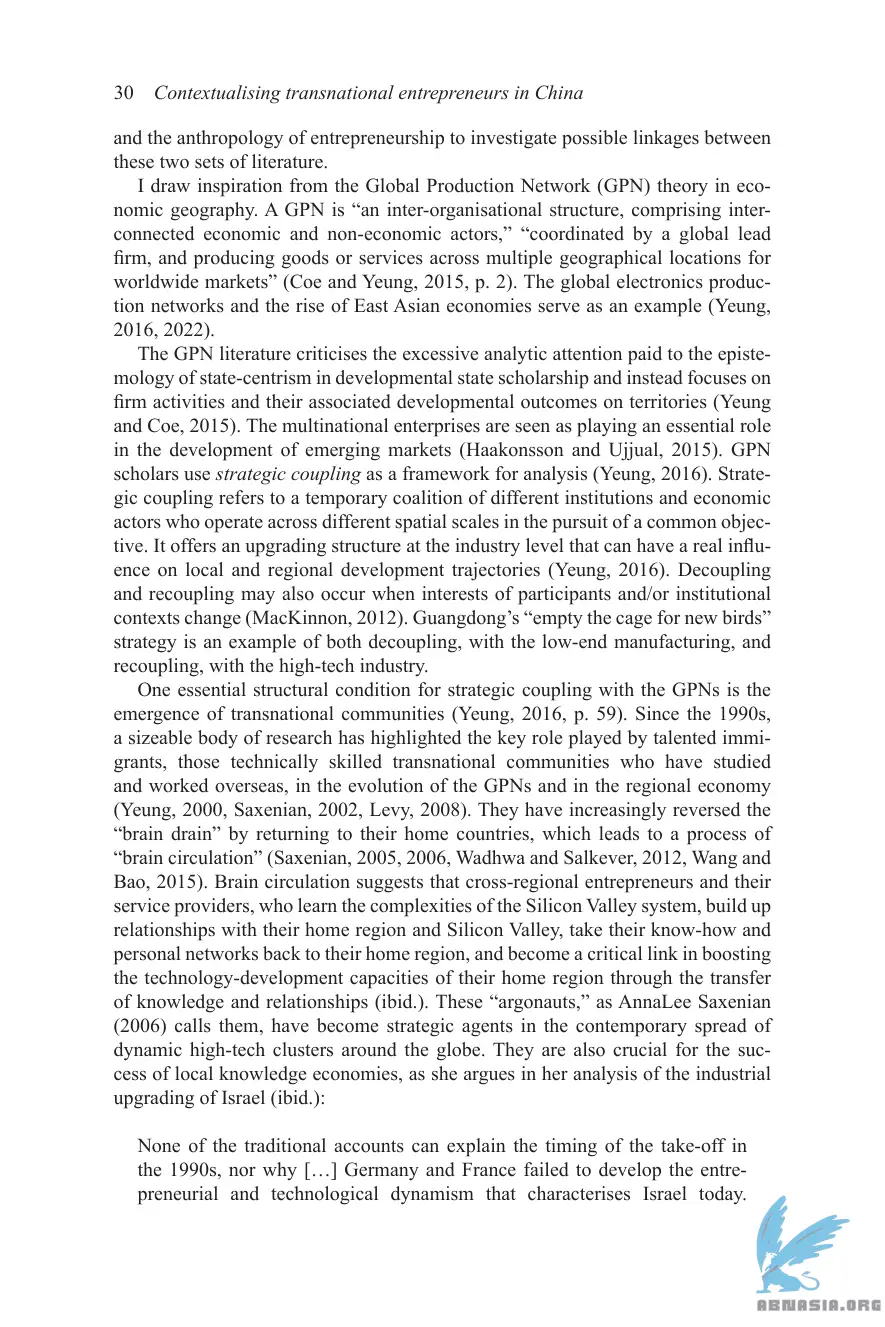 30 Contextualising transnational entrepreneurs in China
and the anthropology of entrepreneurship to investigate possible linkages between
these two sets of literature.
I draw inspiration from the Global Production Network (GPN) theory in eco-
nomic geography. A GPN is “an inter-organisational structure, comprising inter-
connected economic and non-economic actors,” “coordinated by a global lead
firm, and producing goods or services across multiple geographical locations for
worldwide markets” (Coe and Yeung, 2015, p. 2). The global electronics produc-
tion networks and the rise of East Asian economies serve as an example (Yeung,
2016, 2022).
The GPN literature criticises the excessive analytic attention paid to the episte-
mology of state-centrism in developmental state scholarship and instead focuses on
firm activities and their associated developmental outcomes on territories (Yeung
and Coe, 2015). The multinational enterprises are seen as playing an essential role
in the development of emerging markets (Haakonsson and Ujjual, 2015). GPN
scholars use strategic coupling as a framework for analysis (Yeung, 2016). Strate-
gic coupling refers to a temporary coalition of different institutions and economic
actors who operate across different spatial scales in the pursuit of a common objec-
tive. It offers an upgrading structure at the industry level that can have a real influ-
ence on local and regional development trajectories (Yeung, 2016). Decoupling
and recoupling may also occur when interests of participants and/or institutional
contexts change (MacKinnon, 2012). Guangdong’s “empty the cage for new birds”
strategy is an example of both decoupling, with the low-end manufacturing, and
recoupling, with the high-tech industry.
One essential structural condition for strategic coupling with the GPNs is the
emergence of transnational communities (Yeung, 2016, p. 59). Since the 1990s,
a sizeable body of research has highlighted the key role played by talented immi-
grants, those technically skilled transnational communities who have studied
and worked overseas, in the evolution of the GPNs and in the regional economy
(Yeung, 2000, Saxenian, 2002, Levy, 2008). They have increasingly reversed the
“brain drain” by returning to their home countries, which leads to a process of
“brain circulation” (Saxenian, 2005, 2006, Wadhwa and Salkever, 2012, Wang and
Bao, 2015). Brain circulation suggests that cross-regional entrepreneurs and their
service providers, who learn the complexities of the Silicon Valley system, build up
relationships with their home region and Silicon Valley, take their know-how and
personal networks back to their home region, and become a critical link in boosting
the technology-development capacities of their home region through the transfer
of knowledge and relationships (ibid.). These “argonauts,” as AnnaLee Saxenian
(2006) calls them, have become strategic agents in the contemporary spread of
dynamic high-tech clusters around the globe. They are also crucial for the suc-
cess of local knowledge economies, as she argues in her analysis of the industrial
upgrading of Israel (ibid.):
None of the traditional accounts can explain the timing of the take-off in
the 1990s, nor why […] Germany and France failed to develop the entre-
preneurial and technological dynamism that characterises Israel today.
ABNASIA.ORG